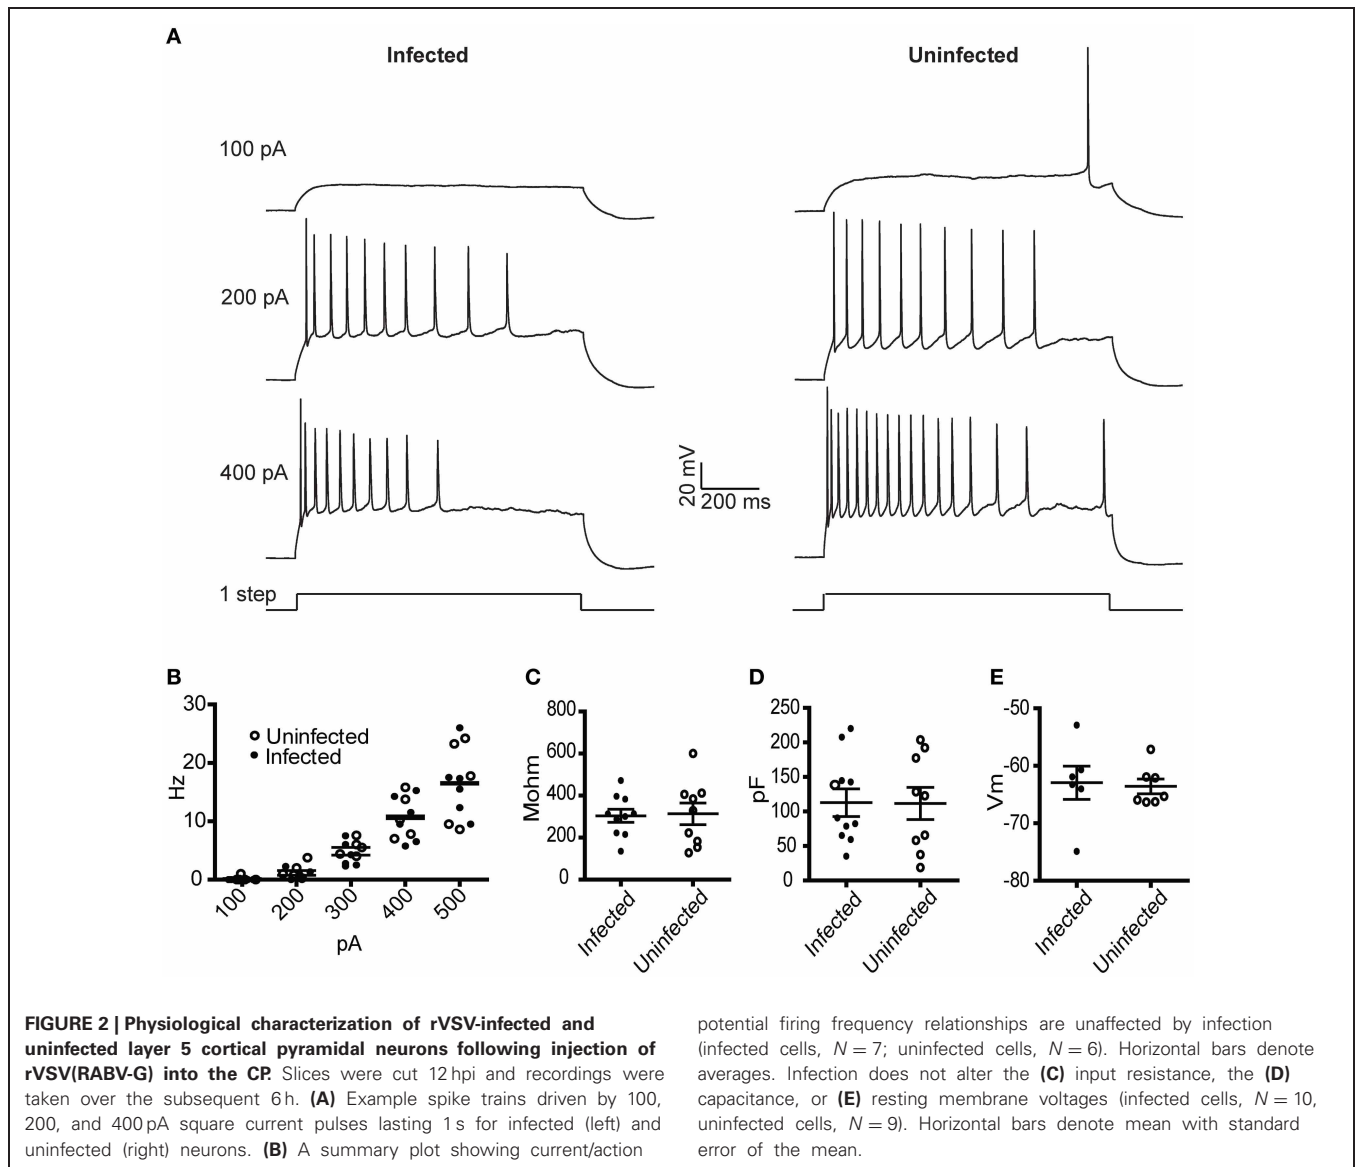 A
Infected
Uninfected
100 pA
200 pA
400 pA
20 mV
200 ms
1 step
B
30
20
10
0
Hz
Uninfected
Infected
100
200
300
400
500
pA
C
800
600
400
200
0
Mohm
Infected
Uninfected
D
250
200
150
100
50
0
pF
Infected
Uninfected
E
-50
-60
-70
-80
Vm
Infected
Uninfected
FIGURE 2 | Physiological characterization of rVSV-infected and
uninfected layer 5 cortical pyramidal neurons following injection of
rVSV(RABV-G) into the CP. Slices were cut 12 hpi and recordings were
taken over the subsequent 6 h. (A) Example spike trains driven by 100,
200, and 400 pA square current pulses lasting 1 s for infected (left) and
uninfected (right) neurons. (B) A summary plot showing current/action
potential firing frequency relationships are unaffected by infection
(infected cells, N = 7; uninfected cells, N = 6). Horizontal bars denote
averages. Infection does not alter the (C) input resistance, the (D)
capacitance, or (E) resting membrane voltages (infected cells, N = 10,
uninfected cells, N = 9). Horizontal bars denote mean with standard
error of the mean.